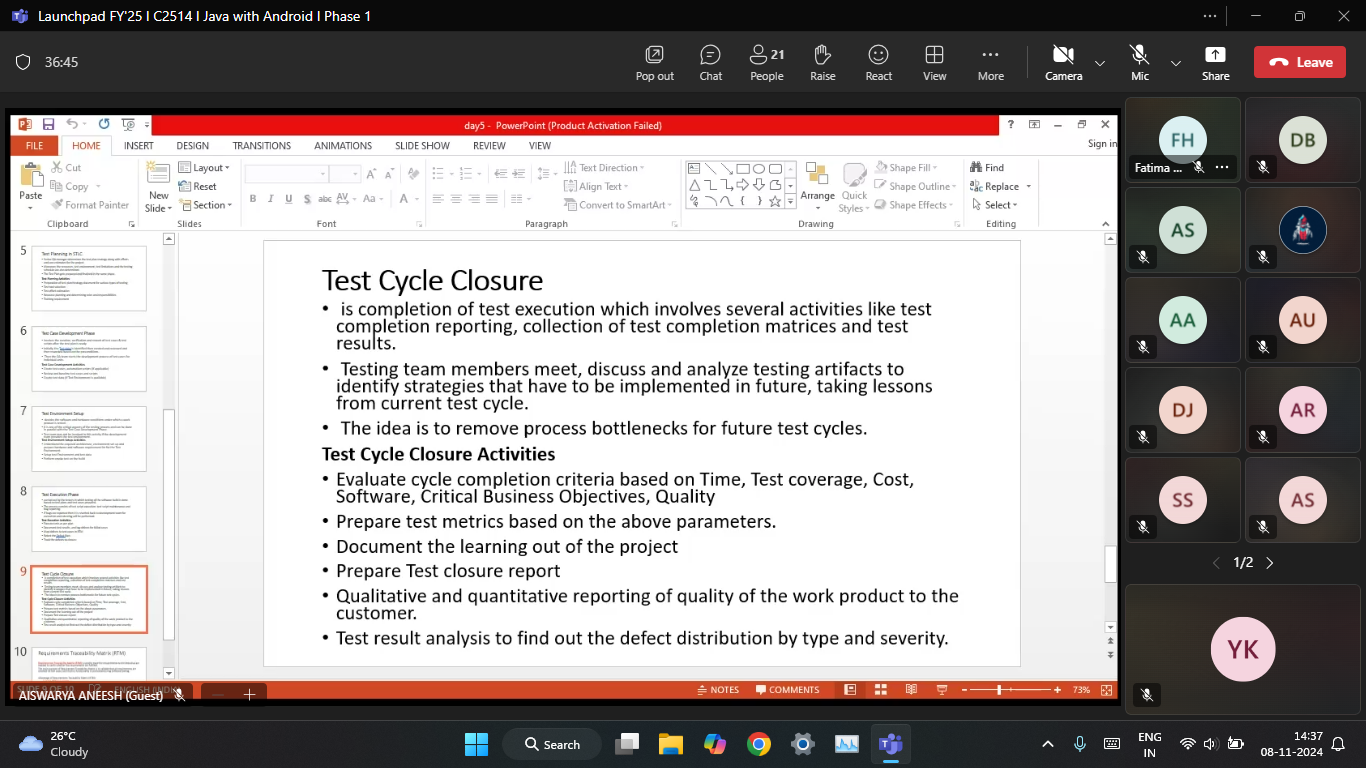 Launchpad FY'25 I C2514 I Java with Android I Phase 1
36:45
Pop out
Chat
21
People
Raise
React
View
More
Camera
Mic
Share
Leave
day5 - PowerPoint (Product Activation Failed)
FILE
HOME
INSERT
DESIGN
TRANSITIONS
ANIMATIONS
SLIDE SHOW
REVIEW
VIEW
Sign in
Paste
Cut
Copy
Format Painter
Clipboard
New
Slide
Layout
Reset
Section
Slides
B I U S abc AV Aa A
Font
Text Direction
Align Text
Convert to SmartArt
Paragraph
Arrange
Quick
Styles
Shape Fill
Shape Outline
Shape Effects
Drawing
Find
Replace
Select
Editing
5
Test Planning in STLC
6
Test Case Development Phase
7
Test Environment Setup
8
Test Execution Phase
9
Test Cycle Closure
10
Requirements Traceability Matrix (RTM)
Test Cycle Closure
• is completion of test execution which involves several activities like test
completion reporting, collection of test completion matrices and test
results.
• Testing team members meet, discuss and analyze testing artifacts to
identify strategies that have to be implemented in future, taking lessons
from current test cycle.
• The idea is to remove process bottlenecks for future test cycles.
Test Cycle Closure Activities
• Evaluate cycle completion criteria based on Time, Test coverage, Cost,
Software, Critical Business Objectives, Quality
• Prepare test metrics based on the above parameters.
• Document the learning out of the project
• Prepare Test closure report
• Qualitative and quantitative reporting of quality of the work product to the
customer.
• Test result analysis to find out the defect distribution by type and severity.
SLIDE 9 OF 10
ENGLISH (INDIA)
AISWARYA ANEESH (Guest)
NOTES
COMMENTS
73%
FH
Fatima ...
DB
AS
AA
AU
DJ
AR
SS
AS
1/2
YK
26°C
Cloudy
Search
ENG
IN
14:37
08-11-2024